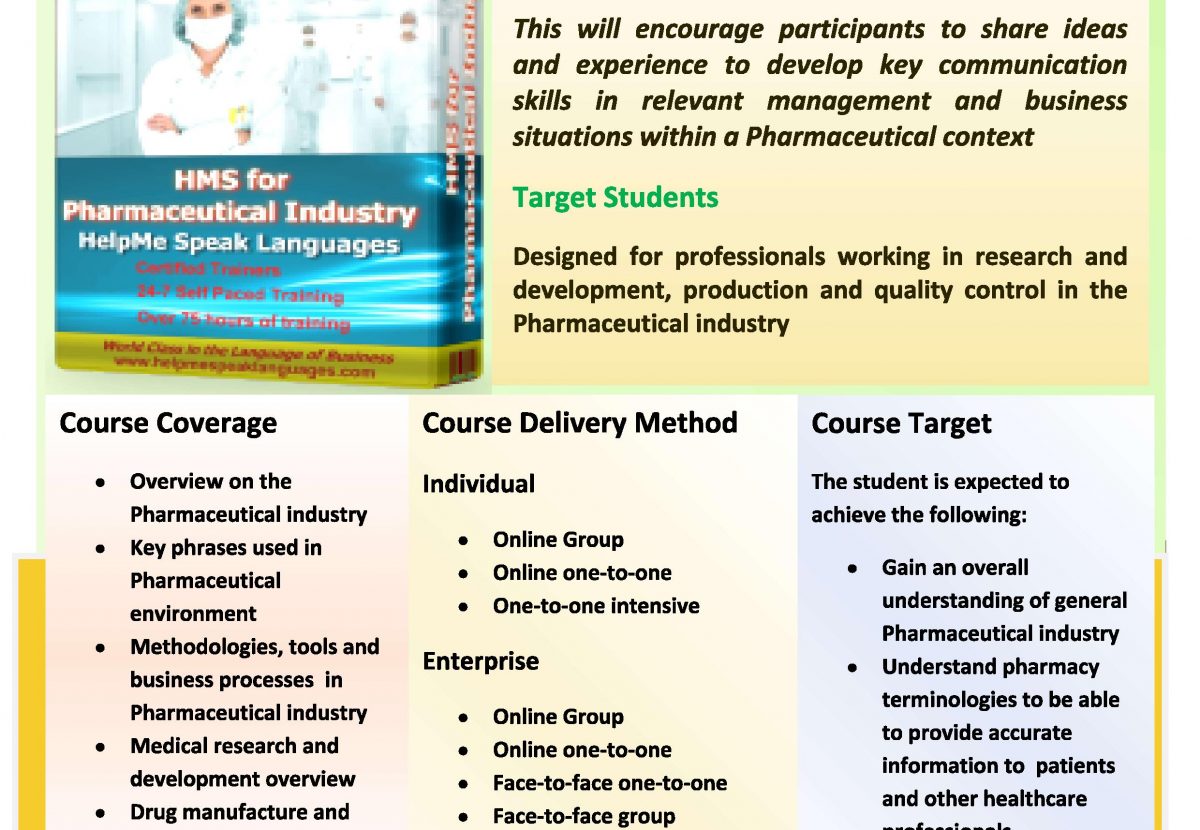 This will encourage participants to share ideas
and experience to develop key communication
skills in relevant management and business
situations within a Pharmaceutical context
Target Students
Designed for professionals working in research and
development, production and quality control in the
Pharmaceutical industry
HMS for
Pharmaceutical Industry
HelpMe Speak Languages
Certified Trainers
24-7 Self Paced Training
Over 75 hours of training
World Class in the Language of Business
www.helpmespeaklanguages.com
HMS for
Pharmaceutical
Course Coverage
• Overview on the
Pharmaceutical industry
• Key phrases used in
Pharmaceutical
environment
• Methodologies, tools and
business processes in
Pharmaceutical industry
• Medical research and
development overview
• Drug manufacture and
Course Delivery Method
Individual
• Online Group
• Online one-to-one
• One-to-one intensive
Enterprise
• Online Group
• Online one-to-one
• Face-to-face one-to-one
• Face-to-face group
Course Target
The student is expected to
achieve the following:
• Gain an overall
understanding of general
Pharmaceutical industry
• Understand pharmacy
terminologies to be able
to provide accurate
information to patients
and other healthcare
professionals